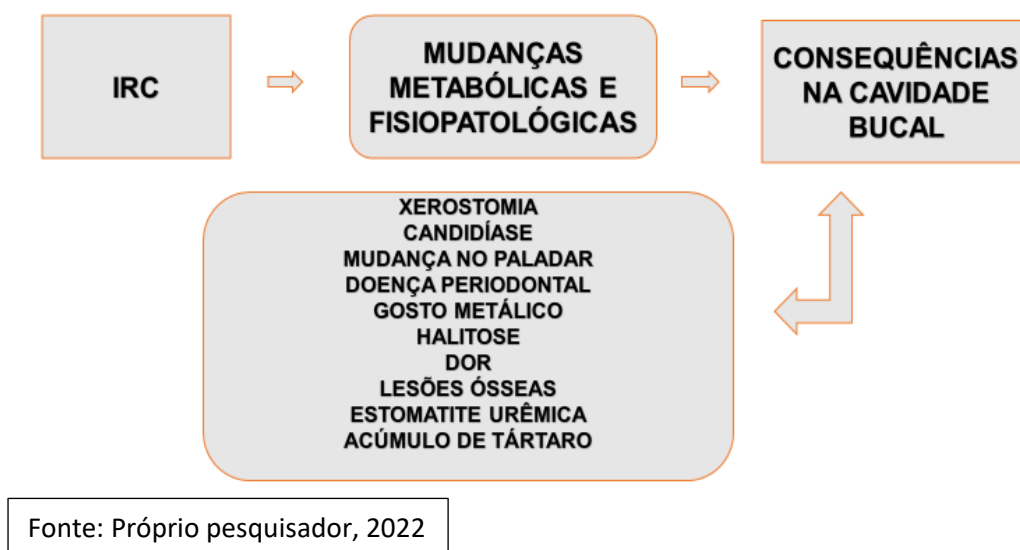 IRC
MUDANÇAS
METABÓLICAS E
FISIOPATOLÓGICAS
CONSEQUÊNCIAS
NA CAVIDADE
BUCAL
XEROSTOMIA
CANDIDÍASE
MUDANÇA NO PALADAR
DOENÇA PERIODONTAL
GOSTO METÁLICO
HALITOSE
DOR
LESÕES ÓSSEAS
ESTOMATITE URÊMICA
ACÚMULO DE TÁRTARO
Fonte: Próprio pesquisador, 2022